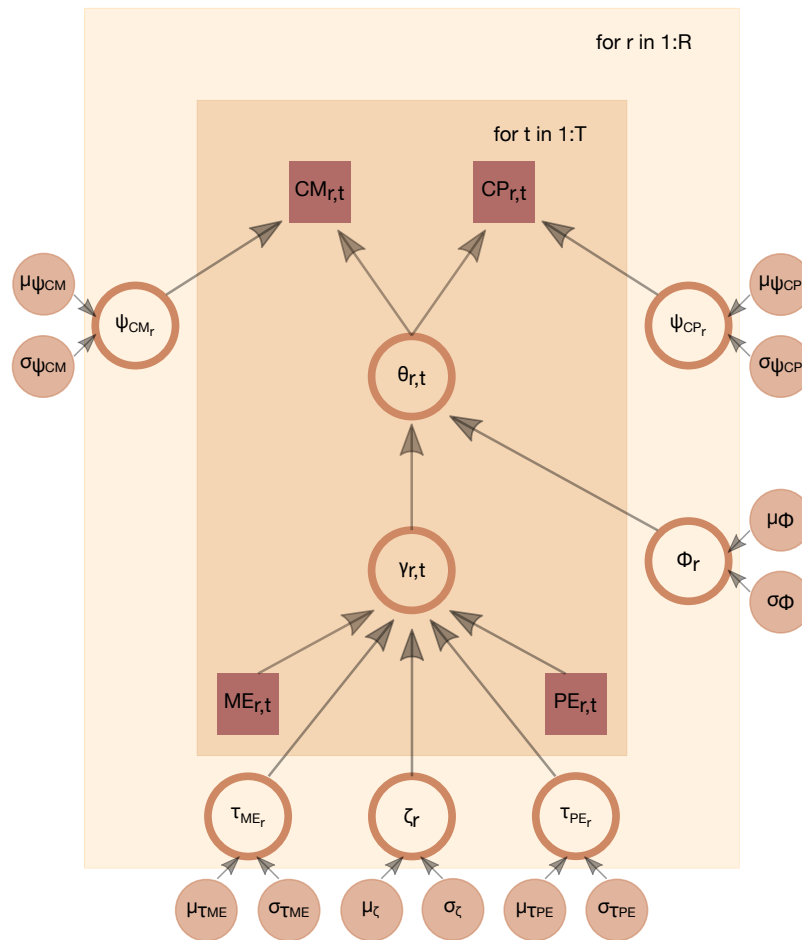 for r in 1:R
for t in 1:T
CMr,t
CPr,t
μψCM
σψCM
ψCMr
ψCPr
μψCP
σψCP
θr,t
γr,t
Φr
μΦ
σΦ
MEr,t
PEr,t
τMEr
ζr
τPEr
μτME
στME
μζ
σζ
μτPE
στPE